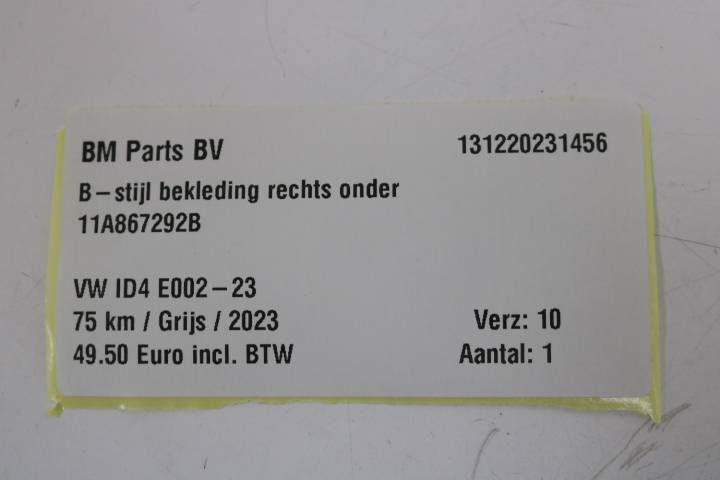 BM Parts BV 131220231456
B-stijl bekleding rechts onder
11A867292B
VW ID4 E002-23
75 km / Grijs / 2023 Verz: 10
49.50 Euro incl. BTW Aantal: 1